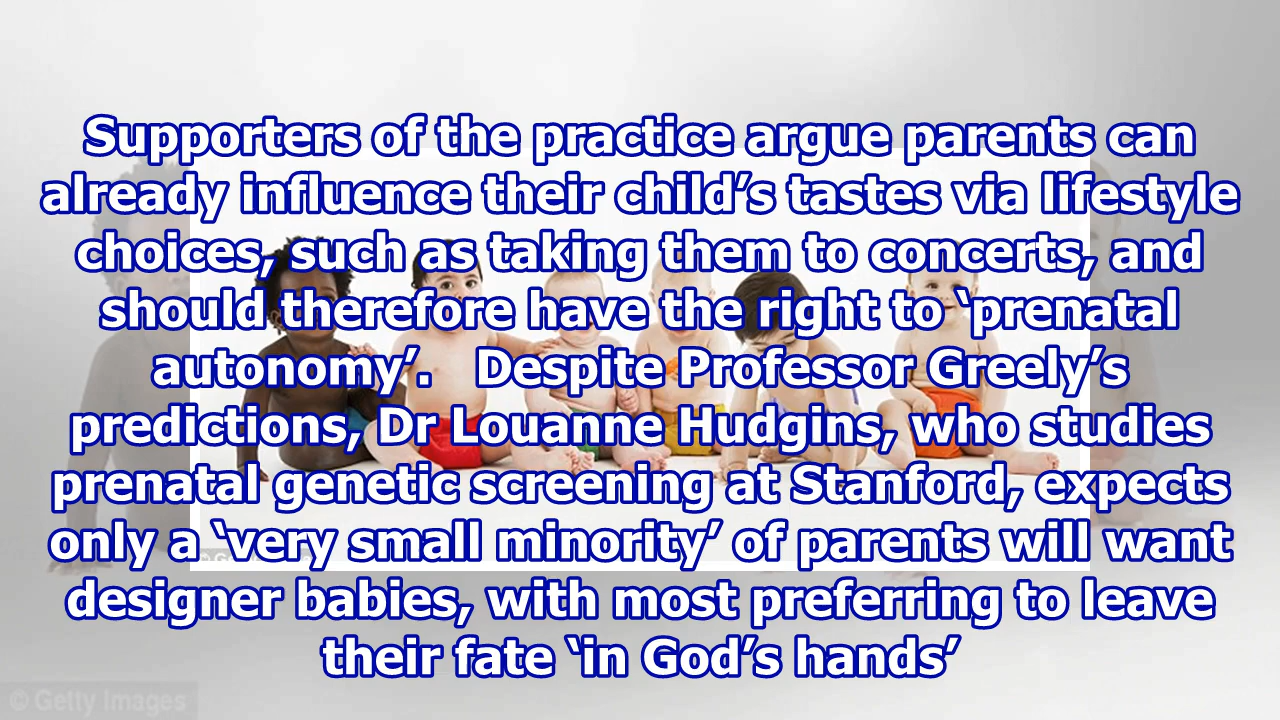 Supporters of the practice argue parents can
already influence their child’s tastes via lifestyle
choices, such as taking them to concerts, and
should therefore have the right to ‘prenatal
autonomy’.   Despite Professor Greely’s
predictions, Dr Louanne Hudgins, who studies
prenatal genetic screening at Stanford, expects
only a ‘very small minority’ of parents will want
designer babies, with most preferring to leave
their fate ‘in God’s hands’
© Getty Images